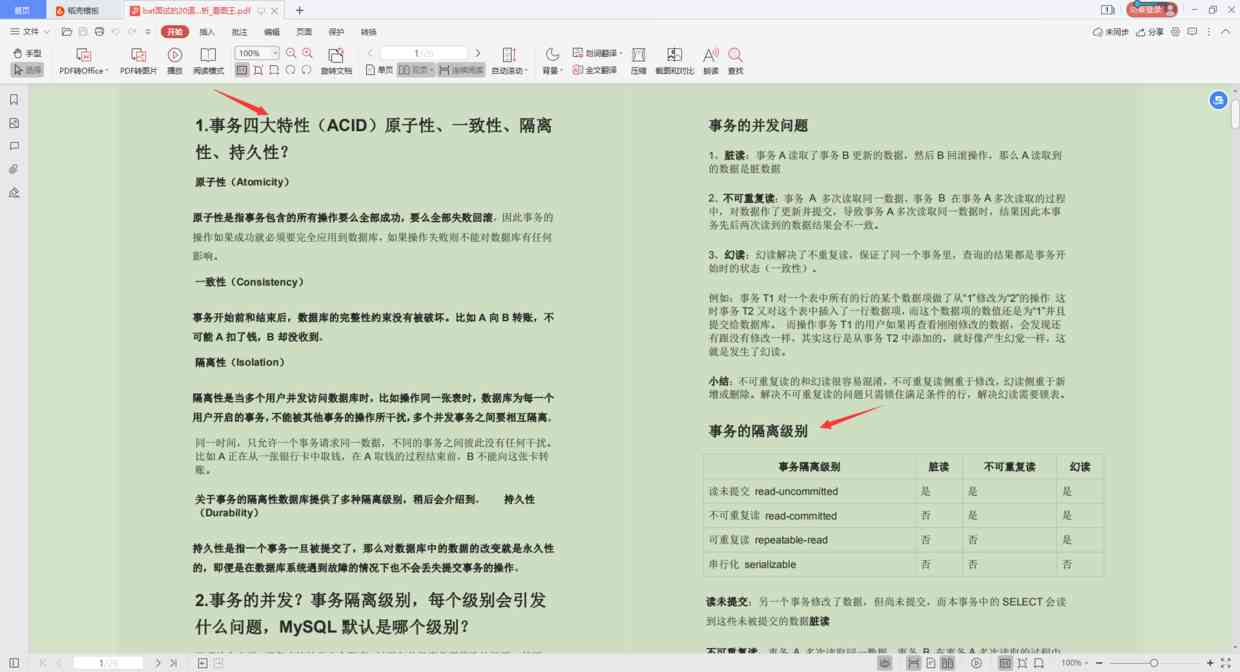 首页
稻壳模板
bat面试的20道...析_看图王.pdf
文件
开始
插入
批注
编辑
页面
保护
转换
未同步
分享
手型
选择
PDF转Office
PDF转图片
播放
阅读模式
100%
旋转文档
1
单页
双页
连续阅读
自动滚动
背景
划词翻译
全文翻译
压缩
截图和对比
朗读
查找
1.事务四大特性（ACID）原子性、一致性、隔离
性、持久性？
原子性（Atomicity）
原子性是指事务包含的所有操作要么全部成功，要么全部失败回滚，因此事务的
操作如果成功就必须要完全应用到数据库，如果操作失败则不能对数据库有任何
影响。
一致性（Consistency）
事务开始前和结束后，数据库的完整性约束没有被破坏。比如 A 向 B 转账，不
可能 A 扣了钱，B 却没收到。
隔离性（Isolation）
隔离性是当多个用户并发访问数据库时，比如操作同一张表时，数据库为每一个
用户开启的事务，不能被其他事务的操作所干扰，多个并发事务之间要相互隔离。
同一时间，只允许一个事务请求同一数据，不同的事务之间彼此没有任何干扰。
比如 A 正在从一张银行卡中取钱，在 A 取钱的过程结束前，B 不能向这张卡转
账。
关于事务的隔离性数据库提供了多种隔离级别，稍后会介绍到。 持久性
（Durability）
持久性是指一个事务一旦被提交了，那么对数据库中的数据的改变就是永久性
的，即便是在数据库系统遇到故障的情况下也不会丢失提交事务的操作。
2.事务的并发？事务隔离级别，每个级别会引发
什么问题，MySQL 默认是哪个级别？
事务的并发问题
1、脏读：事务 A 读取了事务 B 更新的数据，然后 B 回滚操作，那么 A 读取到
的数据是脏数据
2、不可重复读：事务 A 多次读取同一数据，事务 B 在事务 A 多次读取的过程
中，对数据作了更新并提交，导致事务 A 多次读取同一数据时，结果因此本事
务先后两次读到的数据结果会不一致。
3、幻读：幻读解决了不重复读，保证了同一个事务里，查询的结果都是事务开
始时的状态（一致性）。
例如：事务 T1 对一个表中所有的行的某个数据项做了从“1”修改为“2”的操作 这
时事务 T2 又对这个表中插入了一行数据项，而这个数据项的数值还是为“1”并且
提交给数据库。 而操作事务 T1 的用户如果再查看刚刚修改的数据，会发现还
有跟没有修改一样，其实这行是从事务 T2 中添加的，就好像产生幻觉一样，这
就是发生了幻读。
小结：不可重复读的和幻读很容易混淆，不可重复读侧重于修改，幻读侧重于新
增或删除。解决不可重复读的问题只需锁住满足条件的行，解决幻读需要锁表。
事务的隔离级别
事务隔离级别 脏读 不可重复读 幻读
读未提交 read-uncommitted 是 是 是
不可重复读 read-committed 否 是 是
可重复读 repeatable-read 否 否 是
串行化 serializable 否 否 否
读未提交：另一个事务修改了数据，但尚未提交，而本事务中的 SELECT 会读
到这些未被提交的数据脏读
不可重复读：事务 A 多次读取同一数据，事务 B 在事务 A 多次读取的过程中
1
100%